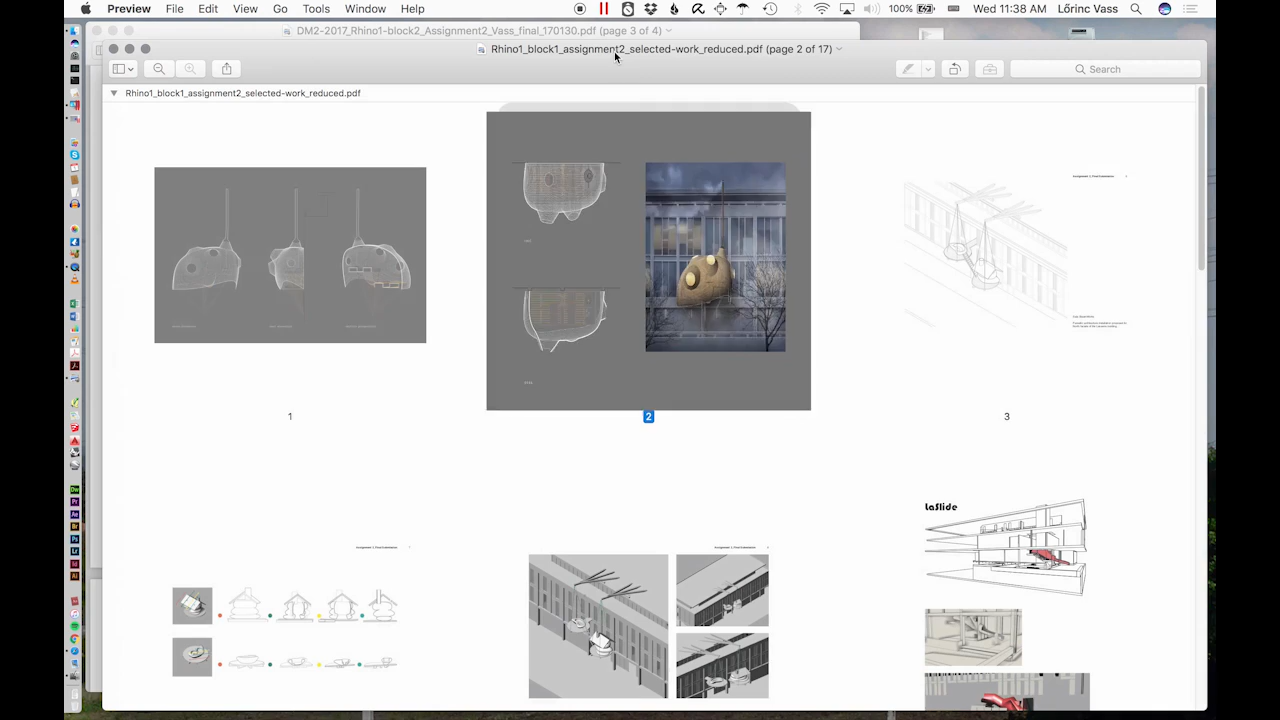 Preview File Edit View Go Tools Window Help 100% Wed 11:38 AM Lőrinc Vass
DM2-2017_Rhino1-block2_Assignment2_Vass_final_170130.pdf (page 3 of 4)
Rhino1_block1_assignment2_selected-work_reduced.pdf (page 2 of 17)
Search
Rhino1_block1_assignment2_selected-work_reduced.pdf
1
2
3
LaSlide